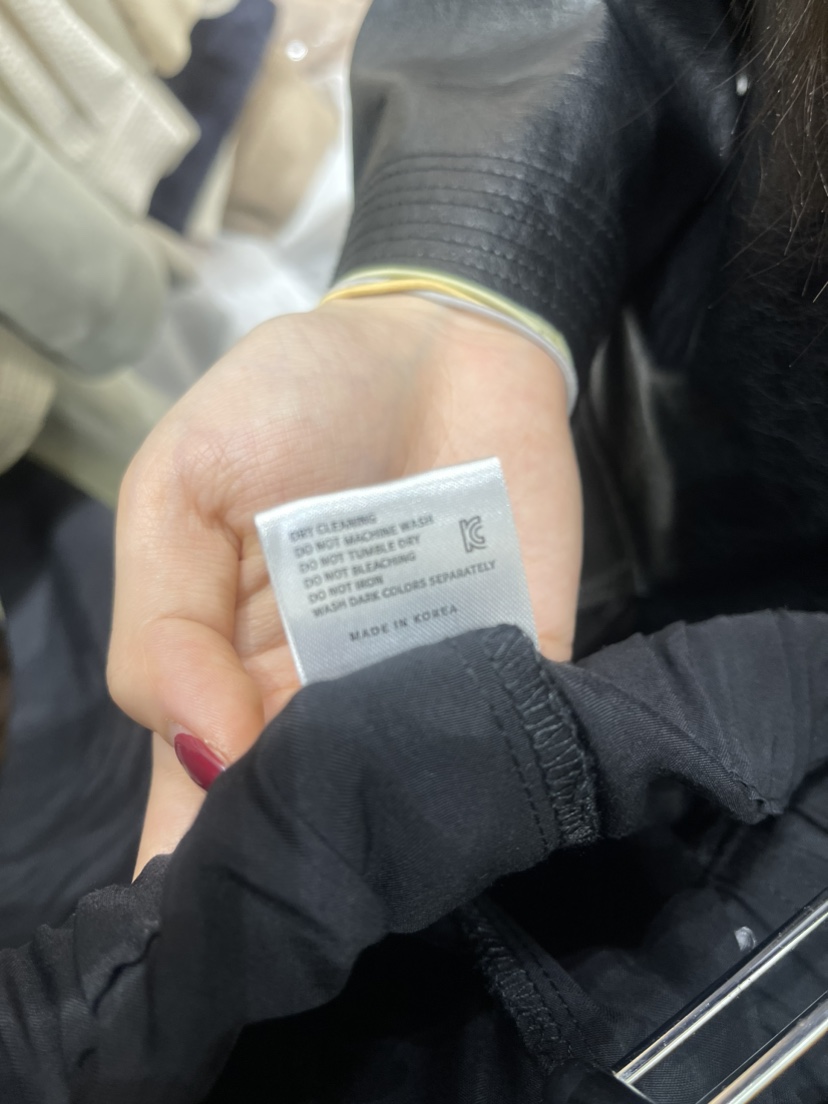 DRY CLEANING
DO NOT MACHINE WASH
DO NOT TUMBLE DRY
DO NOT BLEACHING
DO NOT IRON
WASH DARK COLORS SEPARATELY
KC
MADE IN KOREA